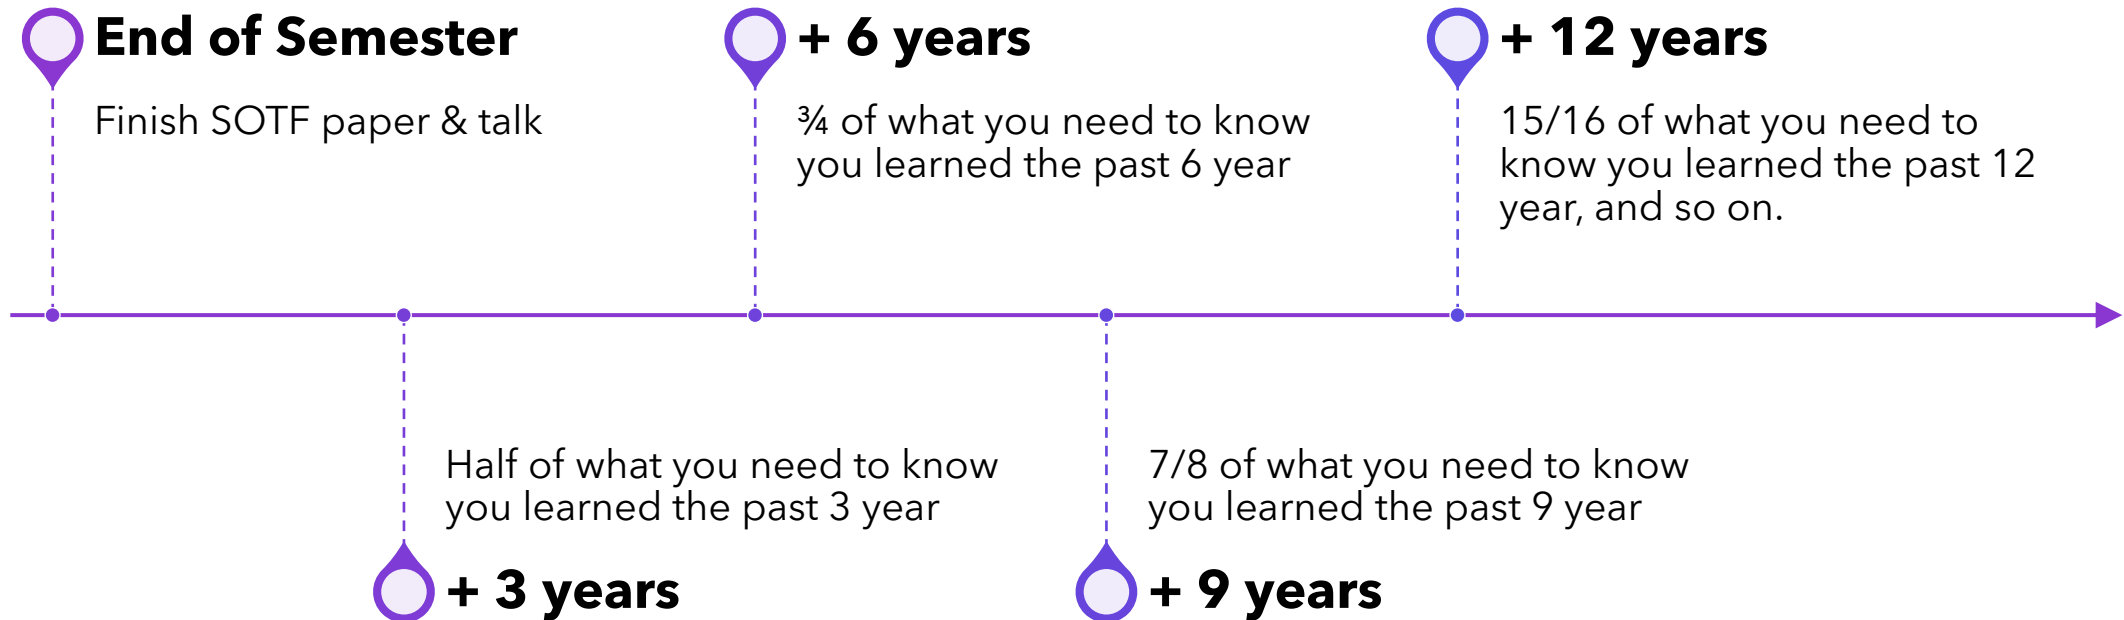 End of Semester
Finish SOTF paper & talk
+ 6 years
¾ of what you need to know
you learned the past 6 year
+ 12 years
15/16 of what you need to
know you learned the past 12
year, and so on.
Half of what you need to know
you learned the past 3 year
+ 3 years
7/8 of what you need to know
you learned the past 9 year
+ 9 years